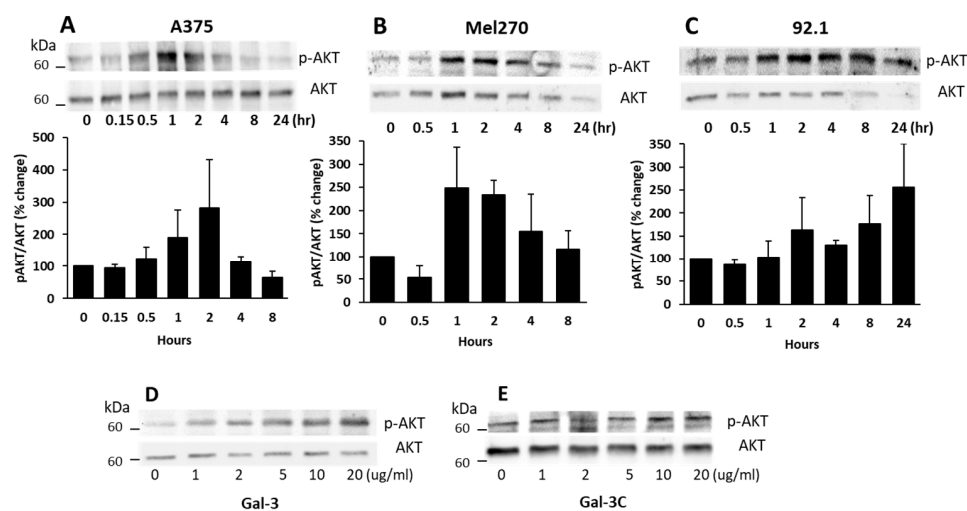 A
A375
kDa
60
p-AKT
60
AKT
0 0.15 0.5 1 2 4 8 24 (hr)
pAKT/AKT (% change)
500
400
300
200
100
0
0 0.15 0.5 1 2 4 8
Hours
B
Mel270
p-AKT
AKT
0 0.5 1 2 4 8 24 (hr)
pAKT/AKT (% change)
350
300
250
200
150
100
50
0
0 0.5 1 2 4 8
Hours
C
92.1
p-AKT
AKT
0 0.5 1 2 4 8 24 (hr)
pAKT/AKT (% change)
350
300
250
200
150
100
50
0
0 0.5 1 2 4 8 24
Hours
D
kDa
60
p-AKT
60
AKT
0 1 2 5 10 20 (ug/ml)
Gal-3
E
kDa
60
p-AKT
60
AKT
0 1 2 5 10 20 (ug/ml)
Gal-3C